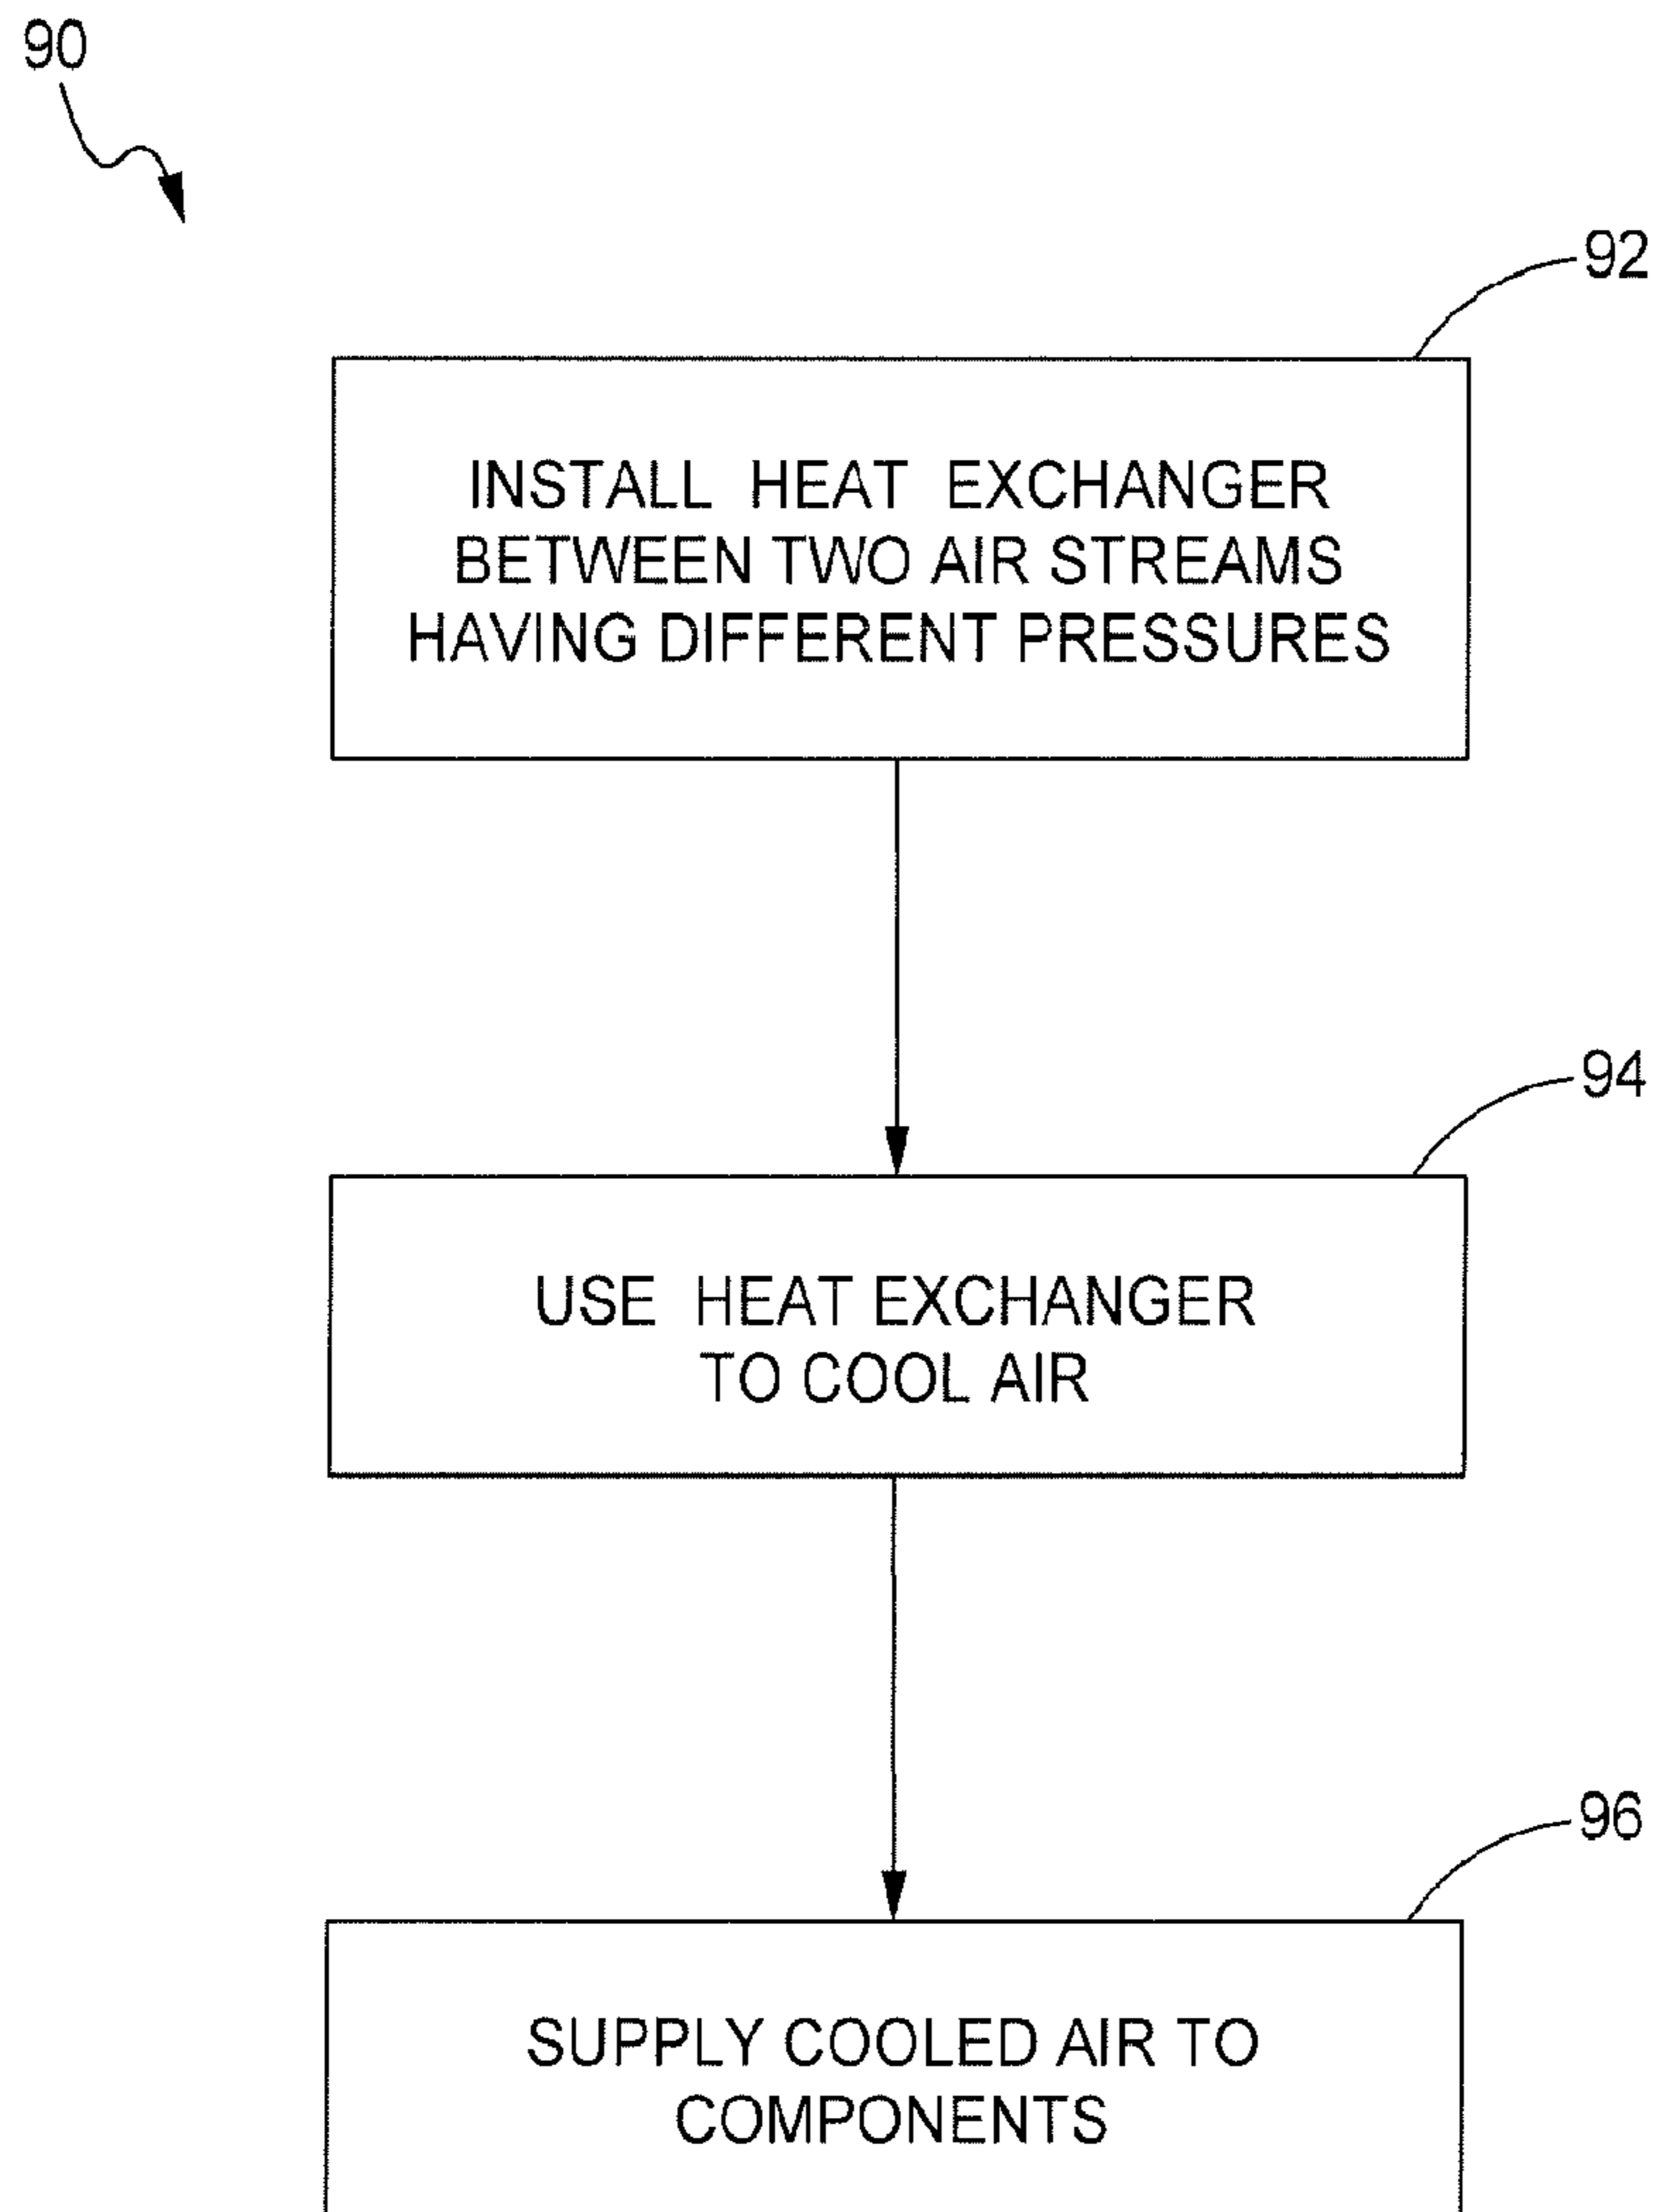 90
92
INSTALL HEAT EXCHANGER
BETWEEN TWO AIR STREAMS
HAVING DIFFERENT PRESSURES
94
USE HEAT EXCHANGER
TO COOL AIR
96
SUPPLY COOLED AIR TO
COMPONENTS